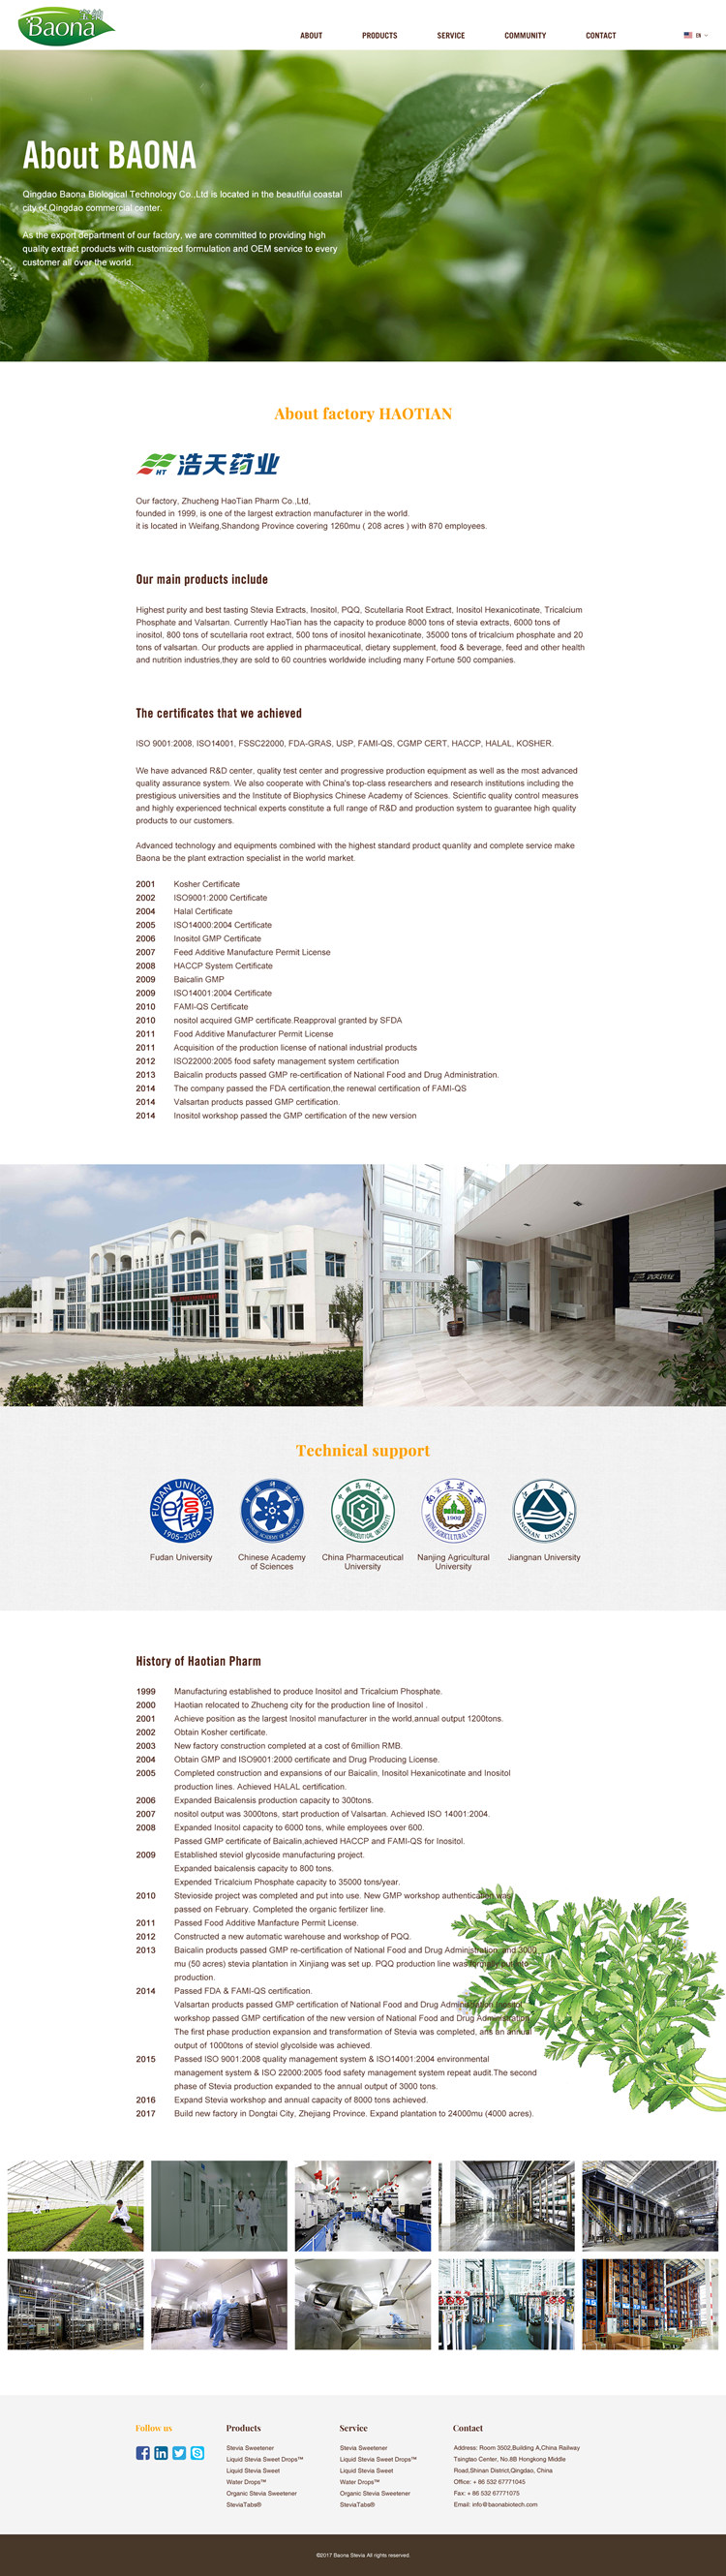 宝纳
Baona
ABOUT
PRODUCTS
SERVICE
COMMUNITY
CONTACT
EN
About BAONA
Qingdao Baona Biological Technology Co.,Ltd is located in the beautiful coastal
city of Qingdao commercial center.
As the export department of our factory, we are committed to providing high
quality extract products with customized formulation and OEM service to every
customer all over the world.
About factory HAOTIAN
HT 浩天药业
Our factory, Zhucheng HaoTian Pharm Co.,Ltd,
founded in 1999, is one of the largest extraction manufacturer in the world.
it is located in Weifang,Shandong Province covering 1260mu ( 208 acres ) with 870 employees.
Our main products include
Highest purity and best tasting Stevia Extracts, Inositol, PQQ, Scutellaria Root Extract, Inositol Hexanicotinate, Tricalcium
Phosphate and Valsartan. Currently HaoTian has the capacity to produce 8000 tons of stevia extracts, 6000 tons of
inositol, 800 tons of scutellaria root extract, 500 tons of inositol hexanicotinate, 35000 tons of tricalcium phosphate and 20
tons of valsartan. Our products are applied in pharmaceutical, dietary supplement, food & beverage, feed and other health
and nutrition industries,they are sold to 60 countries worldwide including many Fortune 500 companies.
The certificates that we achieved
ISO 9001:2008, ISO14001, FSSC22000, FDA-GRAS, USP, FAMI-QS, CGMP CERT, HACCP, HALAL, KOSHER.
We have advanced R&D center, quality test center and progressive production equipment as well as the most advanced
quality assurance system. We also cooperate with China's top-class researchers and research institutions including the
prestigious universities and the Institute of Biophysics Chinese Academy of Sciences. Scientific quality control measures
and highly experienced technical experts constitute a full range of R&D and production system to guarantee high quality
products to our customers.
Advanced technology and equipments combined with the highest standard product quanlity and complete service make
Baona be the plant extraction specialist in the world market.
2001 Kosher Certificate
2002 ISO9001:2000 Certificate
2004 Halal Certificate
2005 ISO14000:2004 Certificate
2006 Inositol GMP Certificate
2007 Feed Additive Manufacture Permit License
2008 HACCP System Certificate
2009 Baicalin GMP
2009 ISO14001:2004 Certificate
2010 FAMI-QS Certificate
2010 nositol acquired GMP certificate.Reapproval granted by SFDA
2011 Food Additive Manufacturer Permit License
2011 Acquisition of the production license of national industrial products
2012 ISO22000:2005 food safety management system certification
2013 Baicalin products passed GMP re-certification of National Food and Drug Administration.
2014 The company passed the FDA certification,the renewal certification of FAMI-QS
2014 Valsartan products passed GMP certification.
2014 Inositol workshop passed the GMP certification of the new version
Technical support
FUDAN UNIVERSITY
1905-2005
CHINESE ACADEMY OF SCIENCES
CHINA PHARMACEUTICAL UNIVERSITY
1902
NANJING AGRICULTURAL UNIVERSITY
JIANGNAN UNIVERSITY
Fudan University
Chinese Academy
of Sciences
China Pharmaceutical
University
Nanjing Agricultural
University
Jiangnan University
History of Haotian Pharm
1999 Manufacturing established to produce Inositol and Tricalcium Phosphate.
2000 Haotian relocated to Zhucheng city for the production line of Inositol .
2001 Achieve position as the largest Inositol manufacturer in the world,annual output 1200tons.
2002 Obtain Kosher certificate.
2003 New factory construction completed at a cost of 6million RMB.
2004 Obtain GMP and ISO9001:2000 certificate and Drug Producing License.
2005 Completed construction and expansions of our Baicalin, Inositol Hexanicotinate and Inositol
production lines. Achieved HALAL certification.
2006 Expanded Baicalensis production capacity to 300tons.
2007 nositol output was 3000tons, start production of Valsartan. Achieved ISO 14001:2004.
2008 Expanded Inositol capacity to 6000 tons, while employees over 600.
Passed GMP certificate of Baicalin,achieved HACCP and FAMI-QS for Inositol.
2009 Established steviol glycoside manufacturing project.
Expanded baicalensis capacity to 800 tons.
Expended Tricalcium Phosphate capacity to 35000 tons/year.
2010 Stevioside project was completed and put into use. New GMP workshop authentication was
passed on February. Completed the organic fertilizer line.
2011 Passed Food Additive Manfacture Permit License.
2012 Constructed a new automatic warehouse and workshop of PQQ.
2013 Baicalin products passed GMP re-certification of National Food and Drug Administration, and 3000
mu (50 acres) stevia plantation in Xinjiang was set up. PQQ production line was formally put into
production.
2014 Passed FDA & FAMI-QS certification.
Valsartan products passed GMP certification of National Food and Drug Administration.Inositol
workshop passed GMP certification of the new version of National Food and Drug Administration.
The first phase production expansion and transformation of Stevia was completed, ans an annual
output of 1000tons of steviol glycolside was achieved.
2015 Passed ISO 9001:2008 quality management system & ISO14001:2004 environmental
management system & ISO 22000:2005 food safety management system repeat audit.The second
phase of Stevia production expanded to the annual output of 3000 tons.
2016 Expand Stevia workshop and annual capacity of 8000 tons achieved.
2017 Build new factory in Dongtai City, Zhejiang Province. Expand plantation to 24000mu (4000 acres).
Follow us
Products
Stevia Sweetener
Liquid Stevia Sweet Drops™
Liquid Stevia Sweet
Water Drops™
Organic Stevia Sweetener
SteviaTabs®
Service
Stevia Sweetener
Liquid Stevia Sweet Drops™
Liquid Stevia Sweet
Water Drops™
Organic Stevia Sweetener
SteviaTabs®
Contact
Address: Room 3502,Building A,China Railway
Tsingtao Center, No.8B Hongkong Middle
Road,Shinan District,Qingdao, China
Office: + 86 532 67771045
Fax: + 86 532 67771075
Email: info@baonabiotech.com
©2017 Baona Stevia All rights reserved.